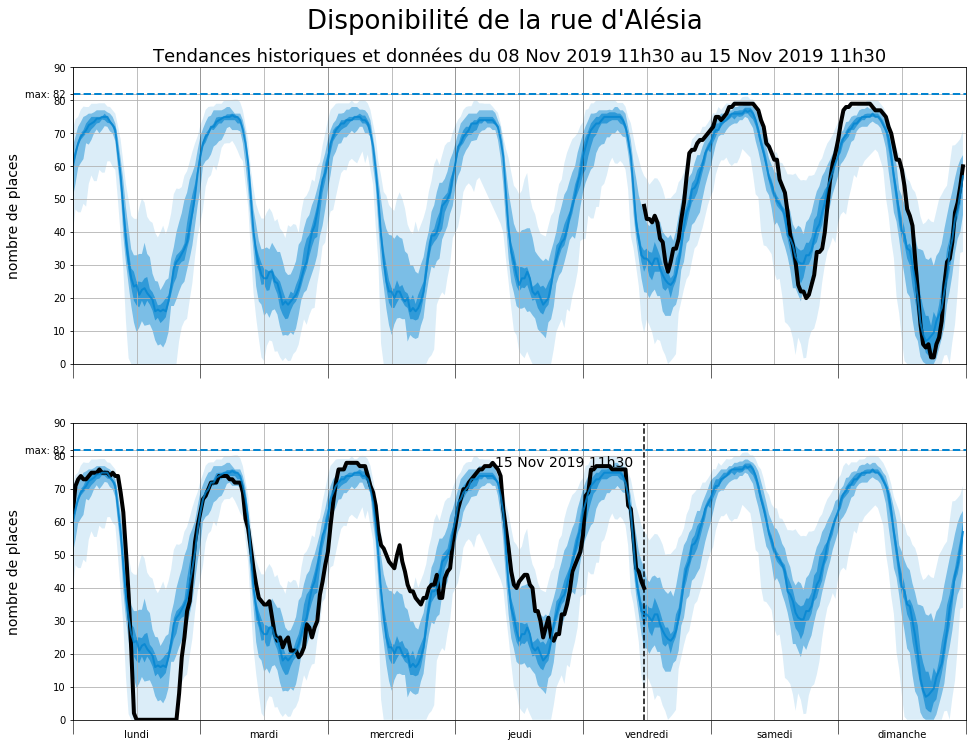 Disponibilité de la rue d'Alésia
Tendances historiques et données du 08 Nov 2019 11h30 au 15 Nov 2019 11h30
90
max: 82
80
70
60
50
40
30
20
10
0
nombre de places
90
max: 82
80
70
60
50
40
30
20
10
0
nombre de places
15 Nov 2019 11h30
lundi mardi mercredi jeudi vendredi samedi dimanche